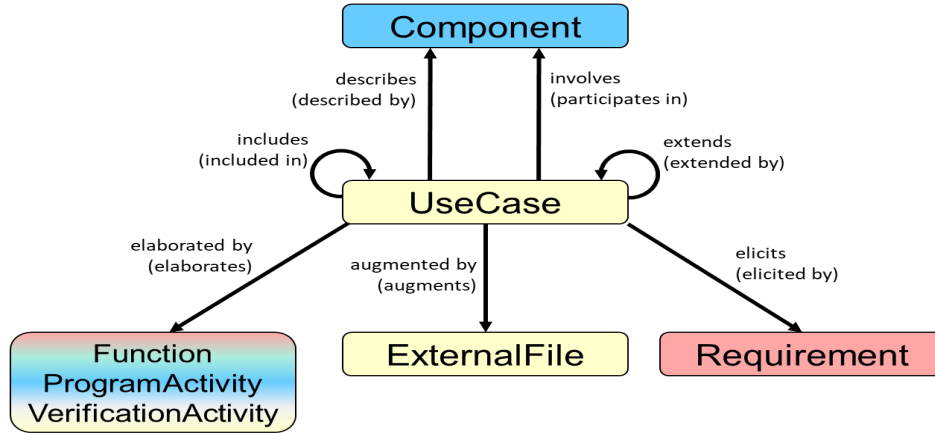 Component
describes
(described by)
involves
(participates in)
includes
(included in)
extends
(extended by)
UseCase
elaborated by
(elaborates)
augmented by
(augments)
elicits
(elicited by)
Function
ProgramActivity
VerificationActivity
ExternalFile
Requirement